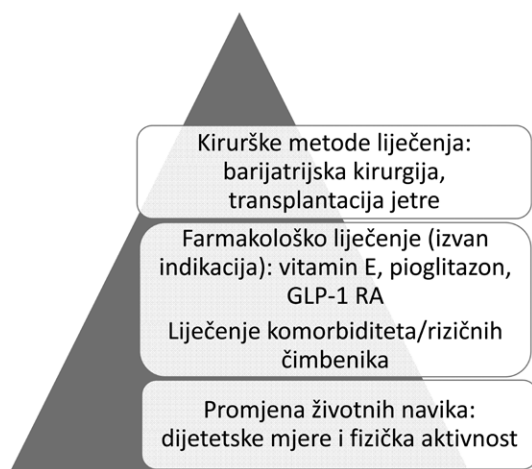 Kirurške metode liječenja:
barijatrijska kirurgija,
transplantacija jetre
Farmakološko liječenje (izvan
indikacija): vitamin E, pioglitazon,
GLP-1 RA
Liječenje komorbiditeta/rizičnih
čimbenika
Promjena životnih navika:
dijetetske mjere i fizička aktivnost